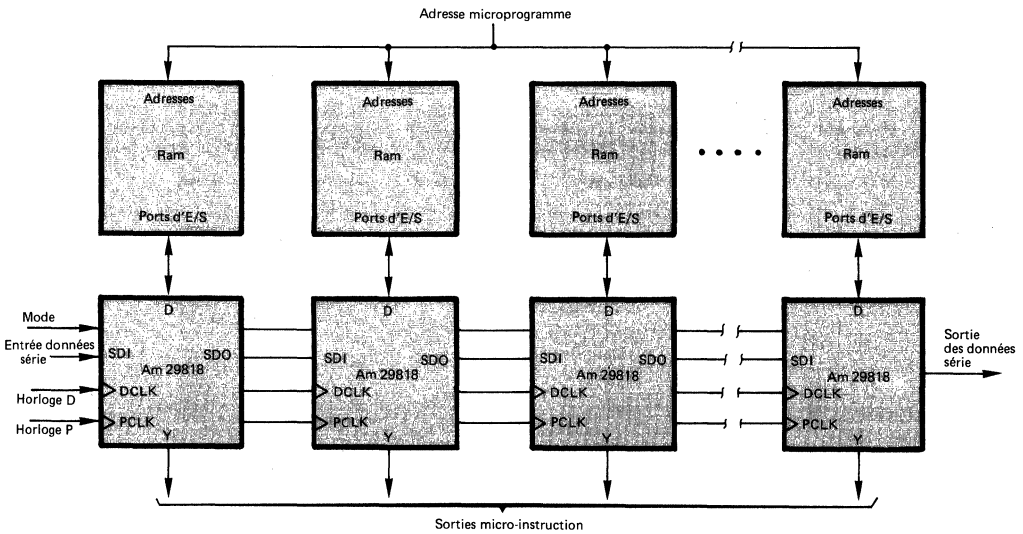 Adresse microprogramme
Adresses
Adresses
Adresses
Adresses
Ram
Ram
Ram
Ram
Ports d'E/S
Ports d'E/S
Ports d'E/S
Ports d'E/S
D
D
D
D
Mode
Entrée données
série
SDI
SDO
SDI
SDO
SDI
SDO
SDI
Sortie
des données
série
Am 29818
Am 29818
Am 29818
Am 29818
Horloge D
DCLK
DCLK
DCLK
DCLK
Horloge P
PCLK
PCLK
PCLK
PCLK
Y
Y
Y
Y
Sorties micro-instruction